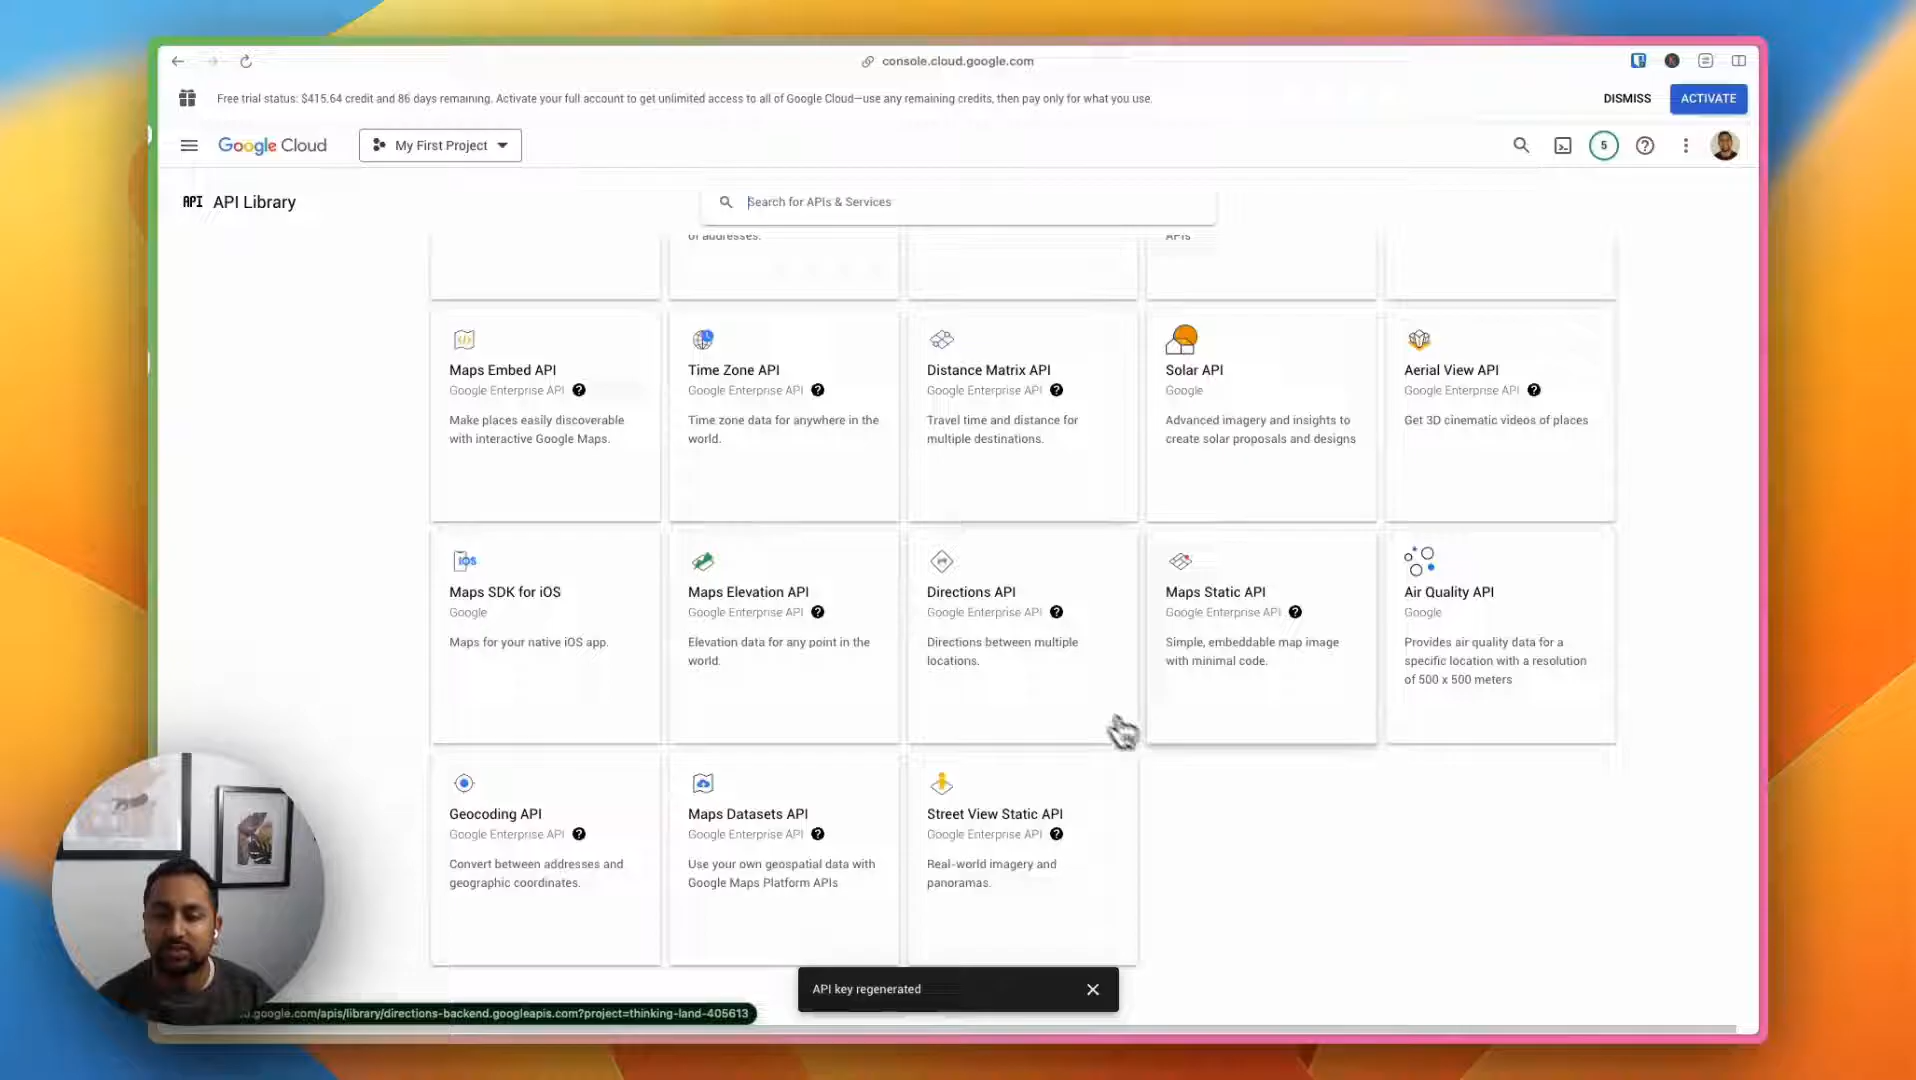 console.cloud.google.com
Free trial status: $415.64 credit and 86 days remaining. Activate your full account to get unlimited access to all of Google Cloud—use any remaining credits, then pay only for what you use.
DISMISS
ACTIVATE
Google Cloud
My First Project
5
API API Library
Search for APIs & Services
of addresses.
APIs
Maps Embed API
Google Enterprise API
Make places easily discoverable
with interactive Google Maps.
Time Zone API
Google Enterprise API
Time zone data for anywhere in the
world.
Distance Matrix API
Google Enterprise API
Travel time and distance for
multiple destinations.
Solar API
Google
Advanced imagery and insights to
create solar proposals and designs
Aerial View API
Google Enterprise API
Get 3D cinematic videos of places
iOS
Maps SDK for iOS
Google
Maps for your native iOS app.
Maps Elevation API
Google Enterprise API
Elevation data for any point in the
world.
Directions API
Google Enterprise API
Directions between multiple
locations.
Maps Static API
Google Enterprise API
Simple, embeddable map image
with minimal code.
Air Quality API
Google
Provides air quality data for a
specific location with a resolution
of 500 x 500 meters
Geocoding API
Google Enterprise API
Convert between addresses and
geographic coordinates.
Maps Datasets API
Google Enterprise API
Use your own geospatial data with
Google Maps Platform APIs
Street View Static API
Google Enterprise API
Real-world imagery and
panoramas.
API key regenerated
.google.com/apis/library/directions-backend.googleapis.com?project=thinking-land-405613